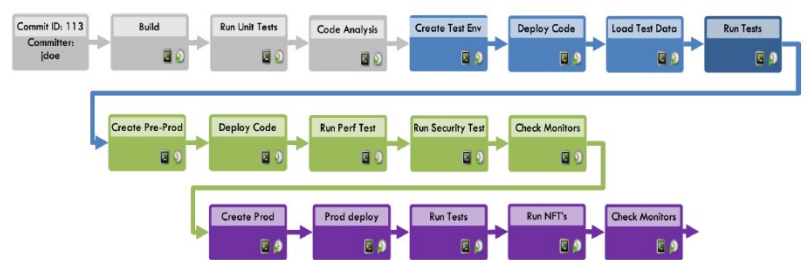 Commit ID: 113
Committer:
jdoe
Build
Run Unit Tests
Code Analysis
Create Test Env
Deploy Code
Load Test Data
Run Tests
Create Pre-Prod
Deploy Code
Run Perf Test
Run Security Test
Check Monitors
Create Prod
Prod deploy
Run Tests
Run NFT's
Check Monitors